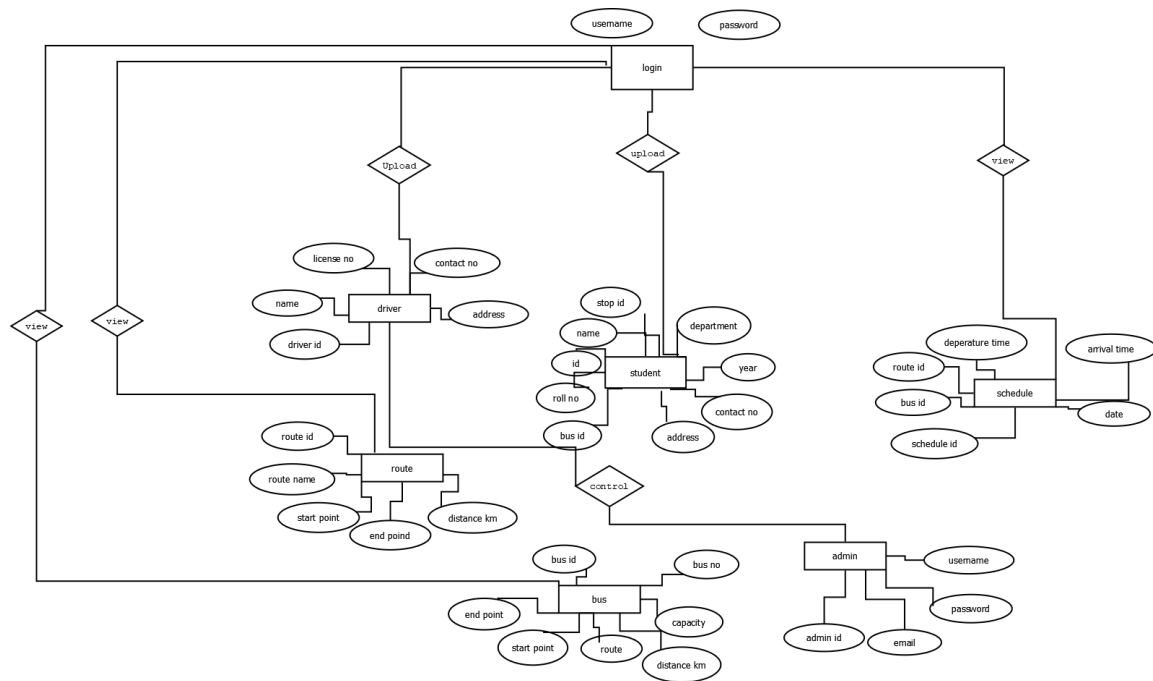 username
password
login
Upload
upload
view
license no
contact no
name
driver
address
driver id
view
view
stop id
name
department
id
student
year
roll no
contact no
bus id
address
deperature time
arrival time
route id
schedule
bus id
date
schedule id
route id
route
route name
start point
distance km
end poind
control
admin
username
password
admin id
email
bus id
bus no
end point
bus
capacity
start point
route
distance km